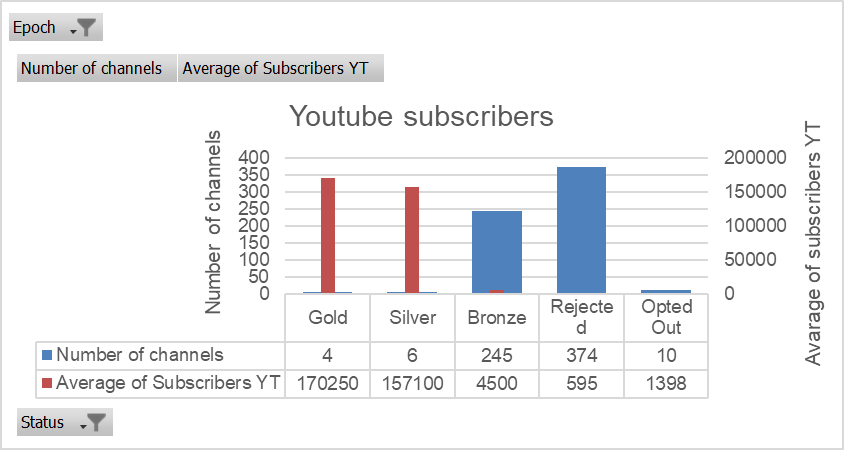 Epoch
Number of channels Average of Subscribers YT
Youtube subscribers
Number of channels
400
350
300
250
200
150
100
50
0
200000
150000
100000
50000
0
Avarage of subscribers YT
Gold Silver Bronze Rejecte
d Opted
Out
Number of channels 4 6 245 374 10
Average of Subscribers YT 170250 157100 4500 595 1398
Status